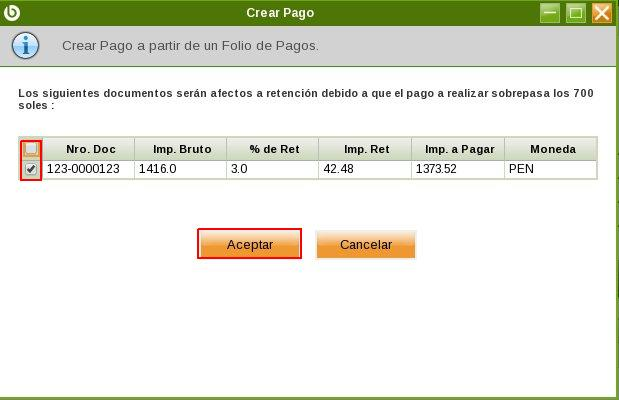 Crear Pago
Crear Pago a partir de un Folio de Pagos.
Los siguientes documentos serán afectos a retención debido a que el pago a realizar sobrepasa los 700
soles :
Nro. Doc Imp. Bruto % de Ret Imp. Ret Imp. a Pagar Moneda
123-0000123 1416.0 3.0 42.48 1373.52 PEN
Aceptar Cancelar